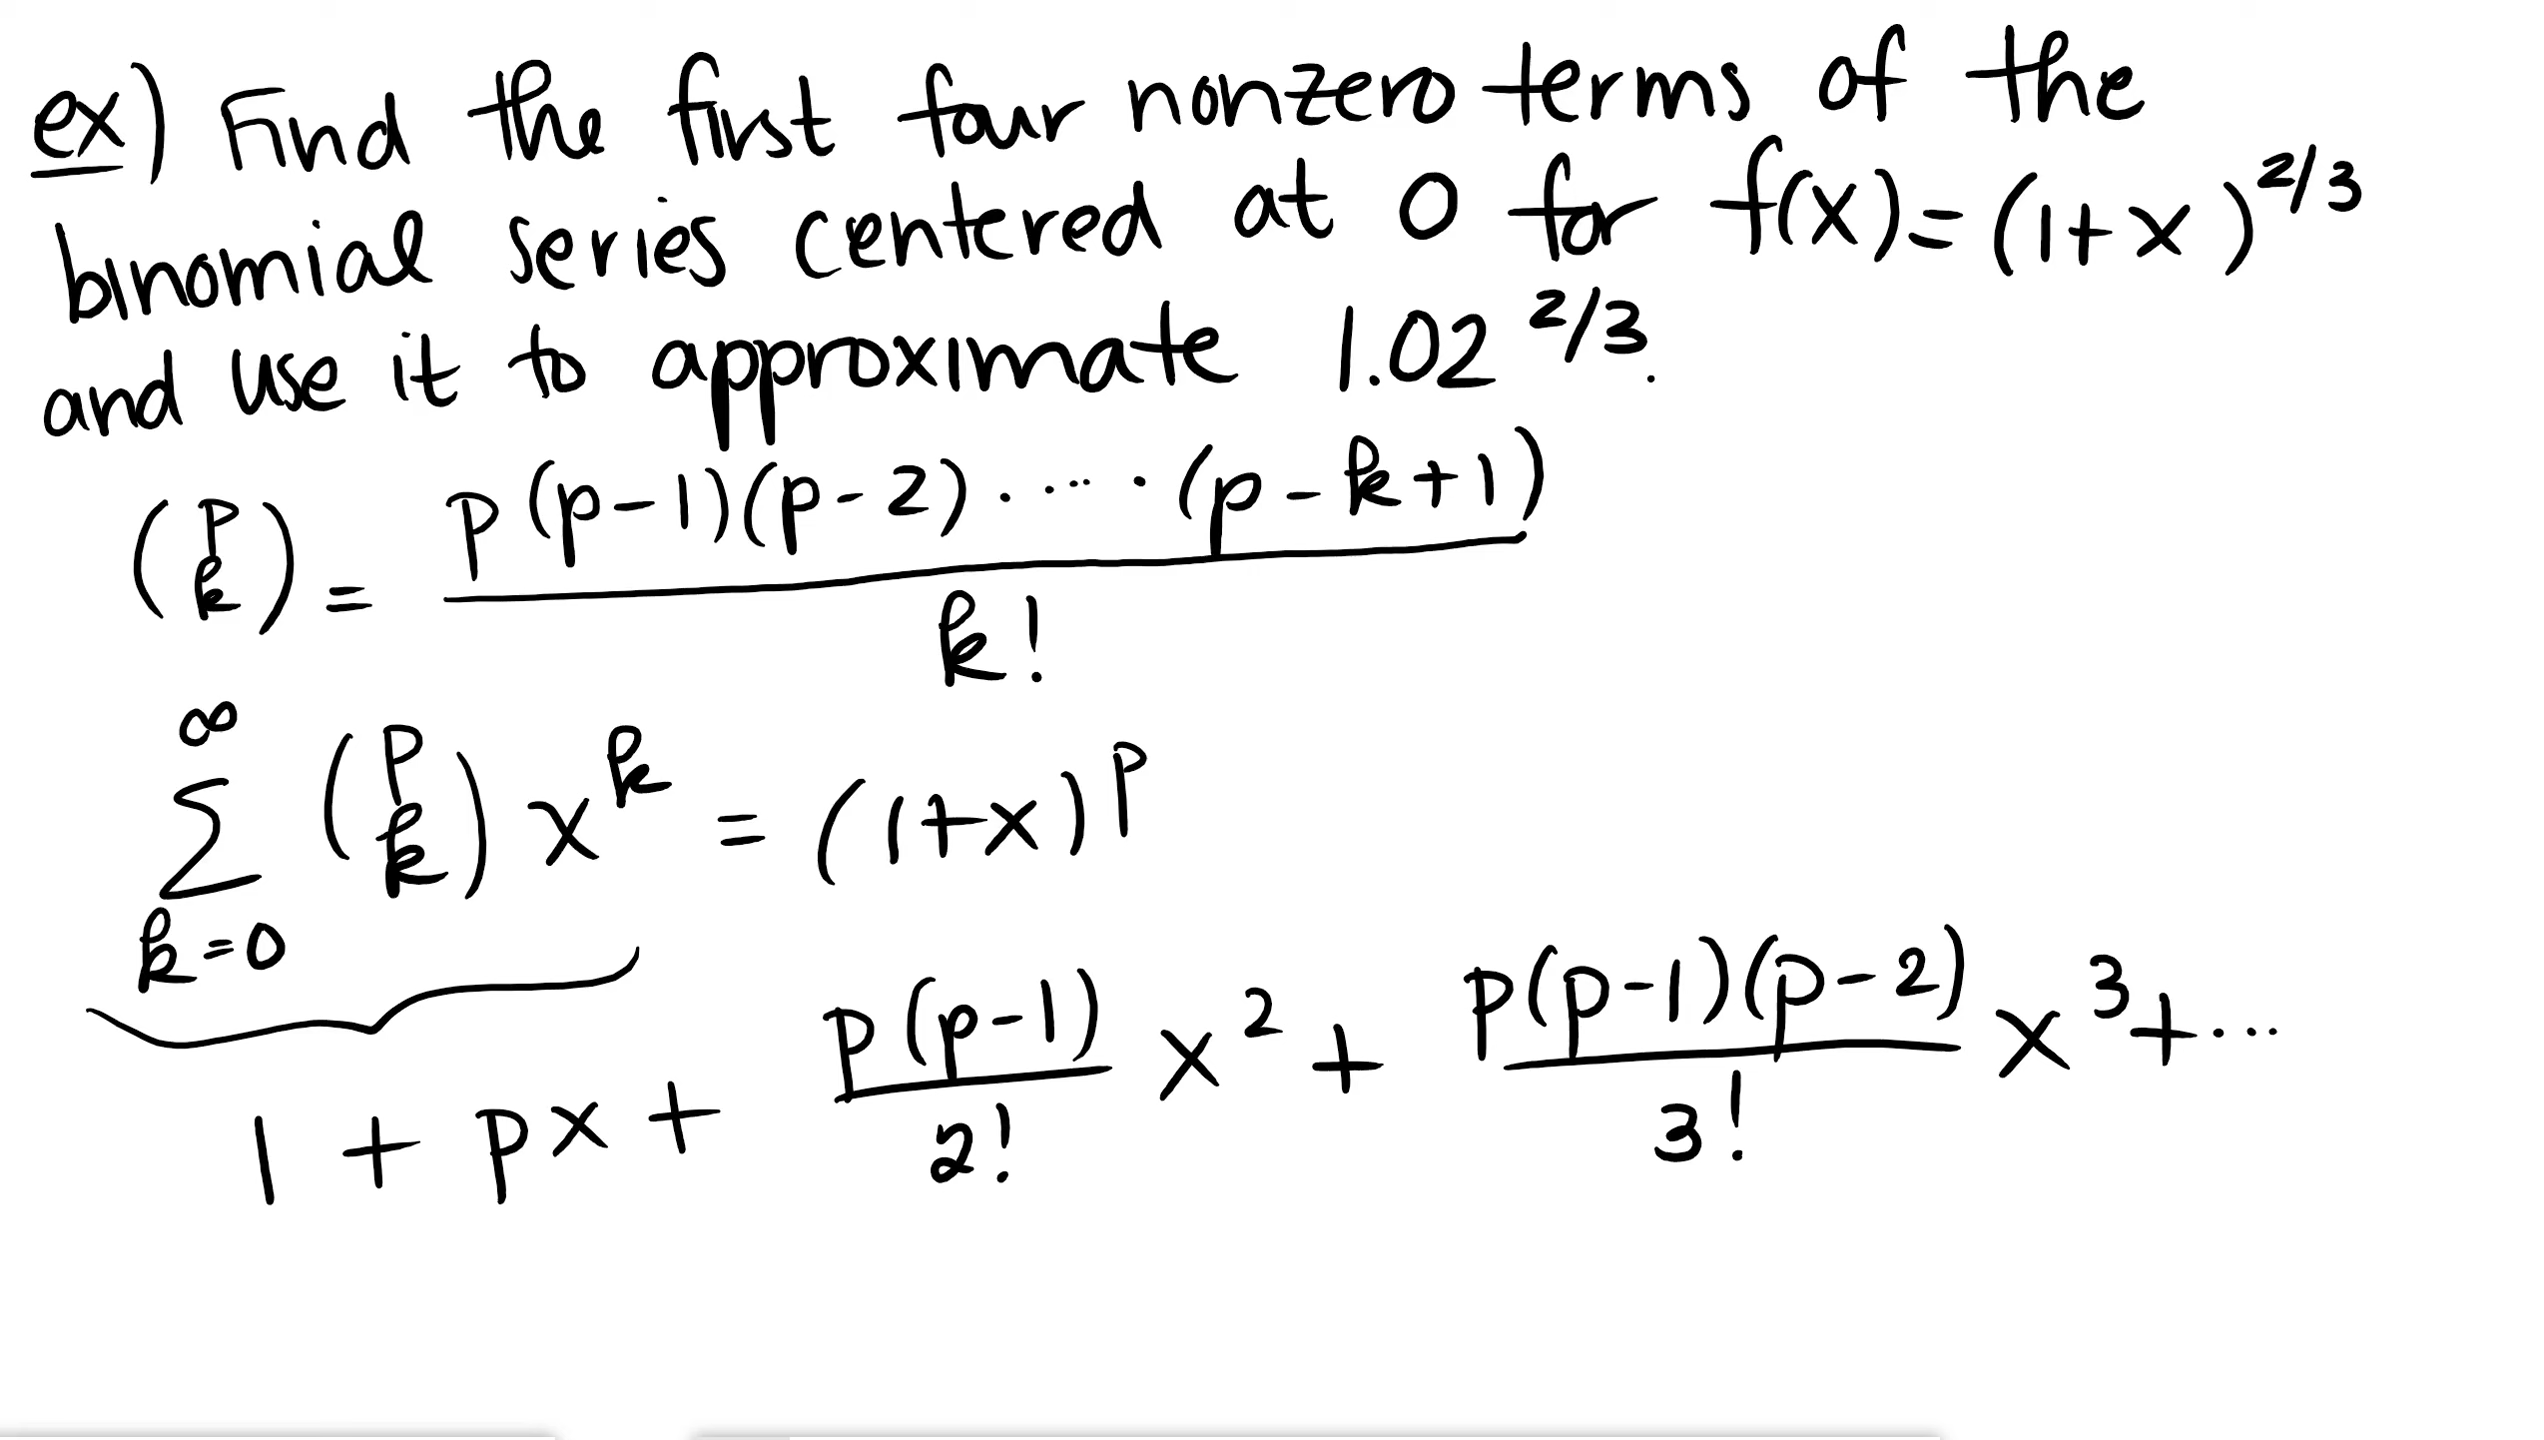 ex) Find the first four nonzero terms of the
binomial series centered at 0 for f(x) = (1+x)^2/3
and use it to approximate 1.02^2/3.
(p k) = p(p-1)(p-2)·...·(p-k+1) / k!
∞ ∑ k=0 (p k) x^k = (1+x)^p
1 + px + p(p-1)/2! x^2 + p(p-1)(p-2)/3! x^3 + ...